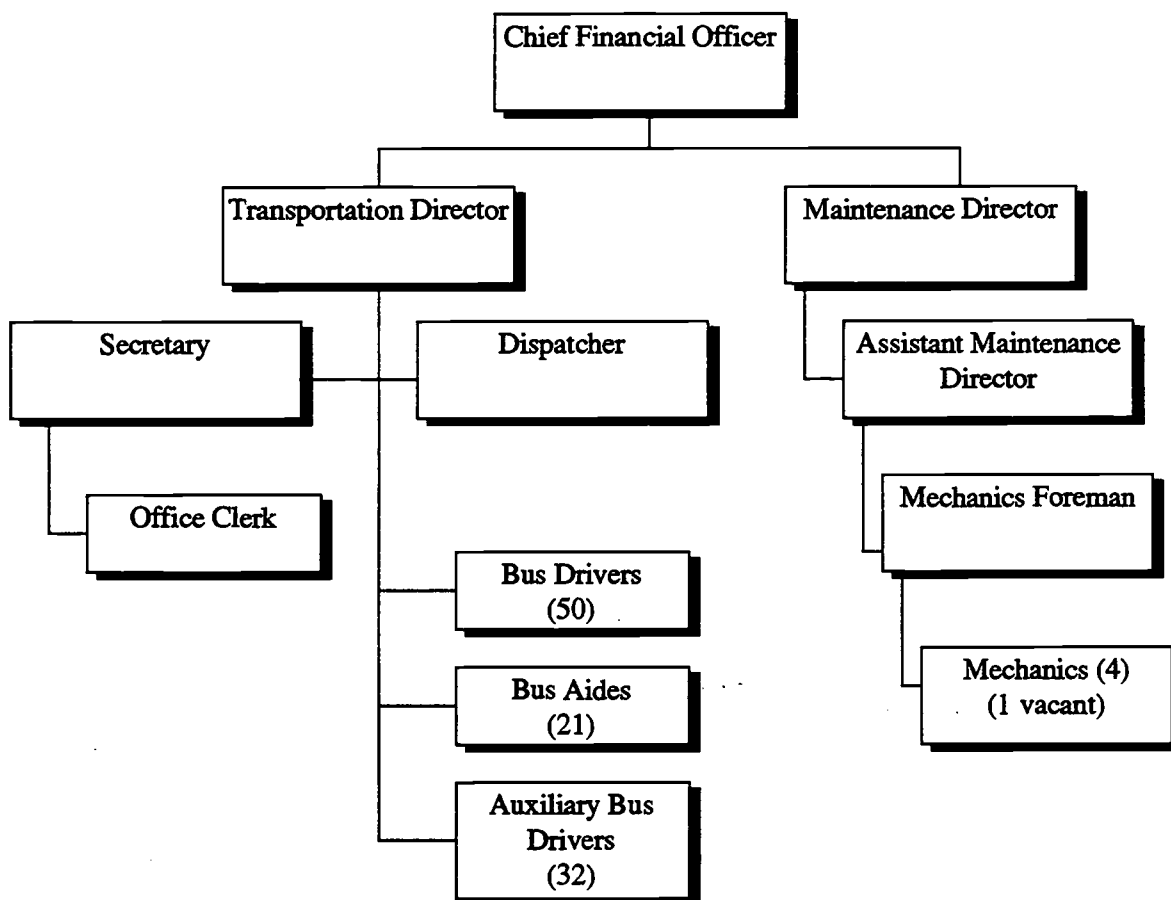 Chief Financial Officer
Transportation Director
Maintenance Director
Secretary
Dispatcher
Assistant Maintenance
Director
Office Clerk
Mechanics Foreman
Bus Drivers
(50)
Bus Aides
(21)
Mechanics (4)
(1 vacant)
Auxiliary Bus
Drivers
(32)